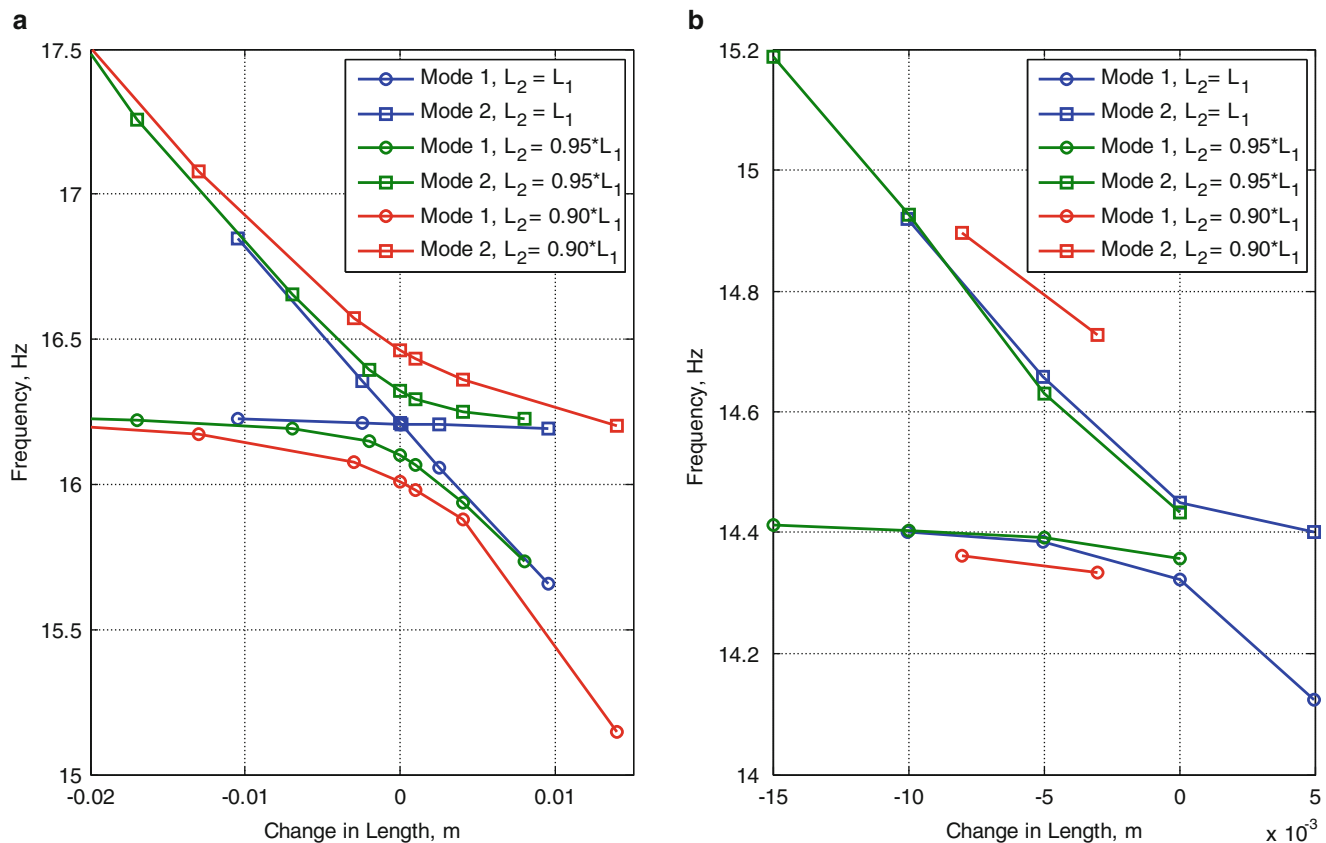 a
17.5
17
16.5
16
15.5
15
Frequency, Hz
-0.02
-0.01
0
0.01
Change in Length, m
Mode 1, L2 = L1
Mode 2, L2 = L1
Mode 1, L2 = 0.95*L1
Mode 2, L2 = 0.95*L1
Mode 1, L2 = 0.90*L1
Mode 2, L2 = 0.90*L1
b
15.2
15
14.8
14.6
14.4
14.2
14
Frequency, Hz
-15
-10
-5
0
5
x 10-3
Change in Length, m
Mode 1, L2= L1
Mode 2, L2= L1
Mode 1, L2= 0.95*L1
Mode 2, L2= 0.95*L1
Mode 1, L2= 0.90*L1
Mode 2, L2= 0.90*L1